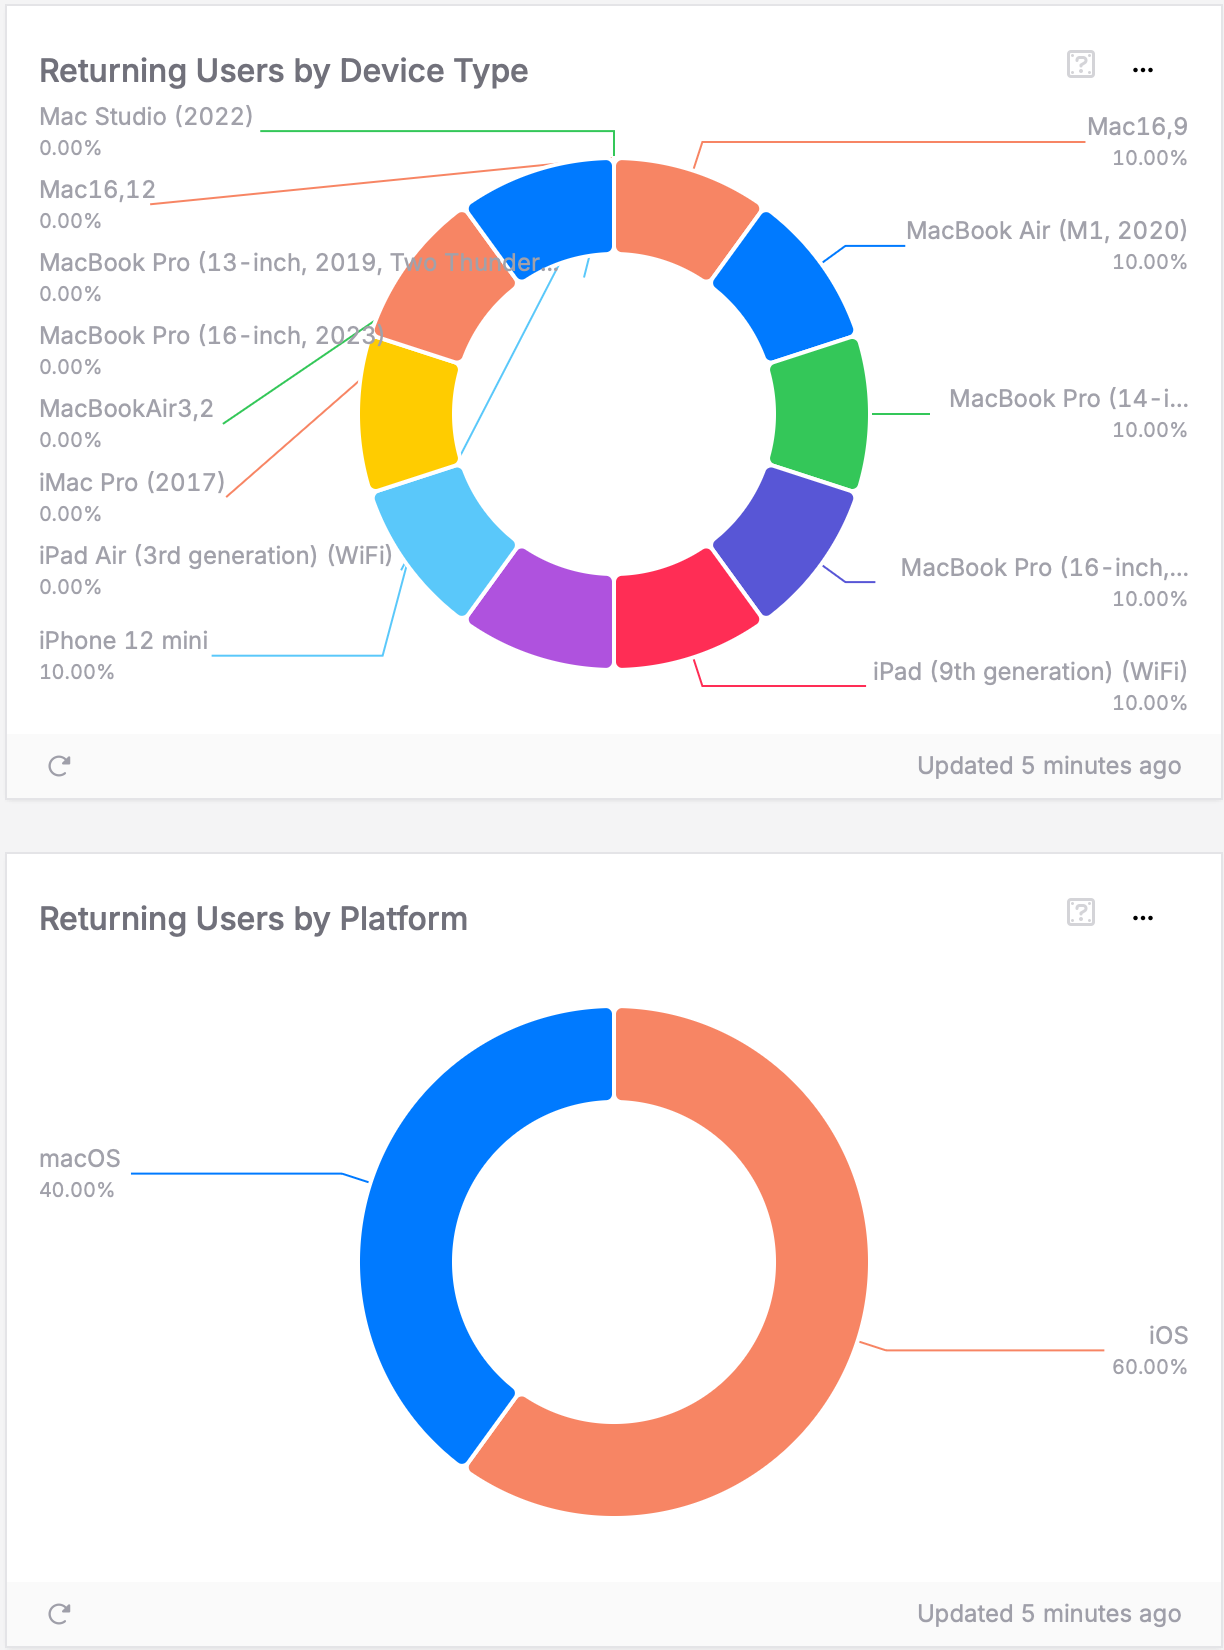 Returning Users by Device Type
Mac Studio (2022)
0.00%
Mac16,12
0.00%
MacBook Pro (13-inch, 2019, Two Thunder...
0.00%
MacBook Pro (16-inch, 2023)
0.00%
MacBookAir3,2
0.00%
iMac Pro (2017)
0.00%
iPad Air (3rd generation) (WiFi)
0.00%
iPhone 12 mini
10.00%
Mac16,9
10.00%
MacBook Air (M1, 2020)
10.00%
MacBook Pro (14-i...
10.00%
MacBook Pro (16-inch,...
10.00%
iPad (9th generation) (WiFi)
10.00%
Updated 5 minutes ago
Returning Users by Platform
macOS
40.00%
iOS
60.00%
Updated 5 minutes ago